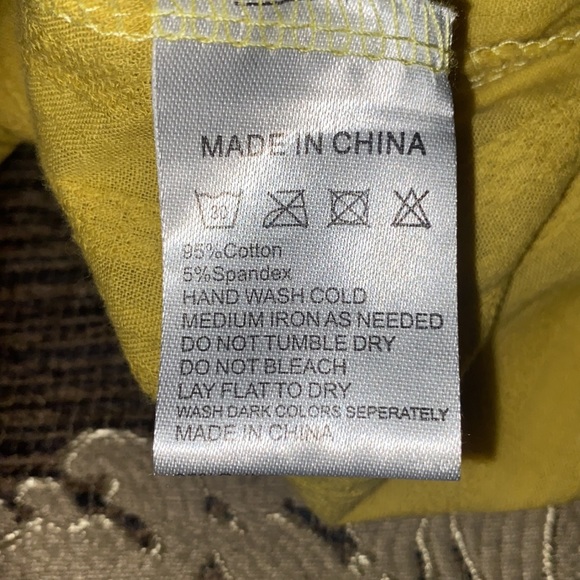 MADE IN CHINA
30
95%Cotton
5%Spandex
HAND WASH COLD
MEDIUM IRON AS NEEDED
DO NOT TUMBLE DRY
DO NOT BLEACH
LAY FLAT TO DRY
WASH DARK COLORS SEPERATELY
MADE IN CHINA